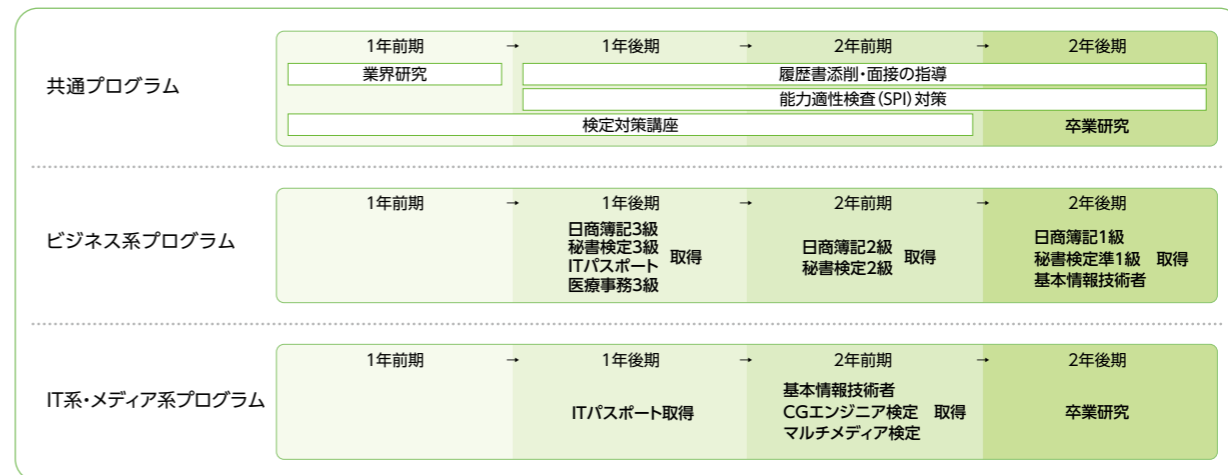 共通プログラム
1年前期 → 1年後期 → 2年前期 → 2年後期
業界研究
履歴書添削・面接の指導
能力適性検査(SPI)対策
検定対策講座
卒業研究
ビジネス系プログラム
1年前期 → 1年後期 → 2年前期 → 2年後期
日商簿記3級
秘書検定3級
ITパスポート
医療事務3級
取得
日商簿記2級
秘書検定2級
取得
日商簿記1級
秘書検定準1級
基本情報技術者
取得
IT系・メディア系プログラム
1年前期 → 1年後期 → 2年前期 → 2年後期
ITパスポート取得
基本情報技術者
CGエンジニア検定
マルチメディア検定
取得
卒業研究